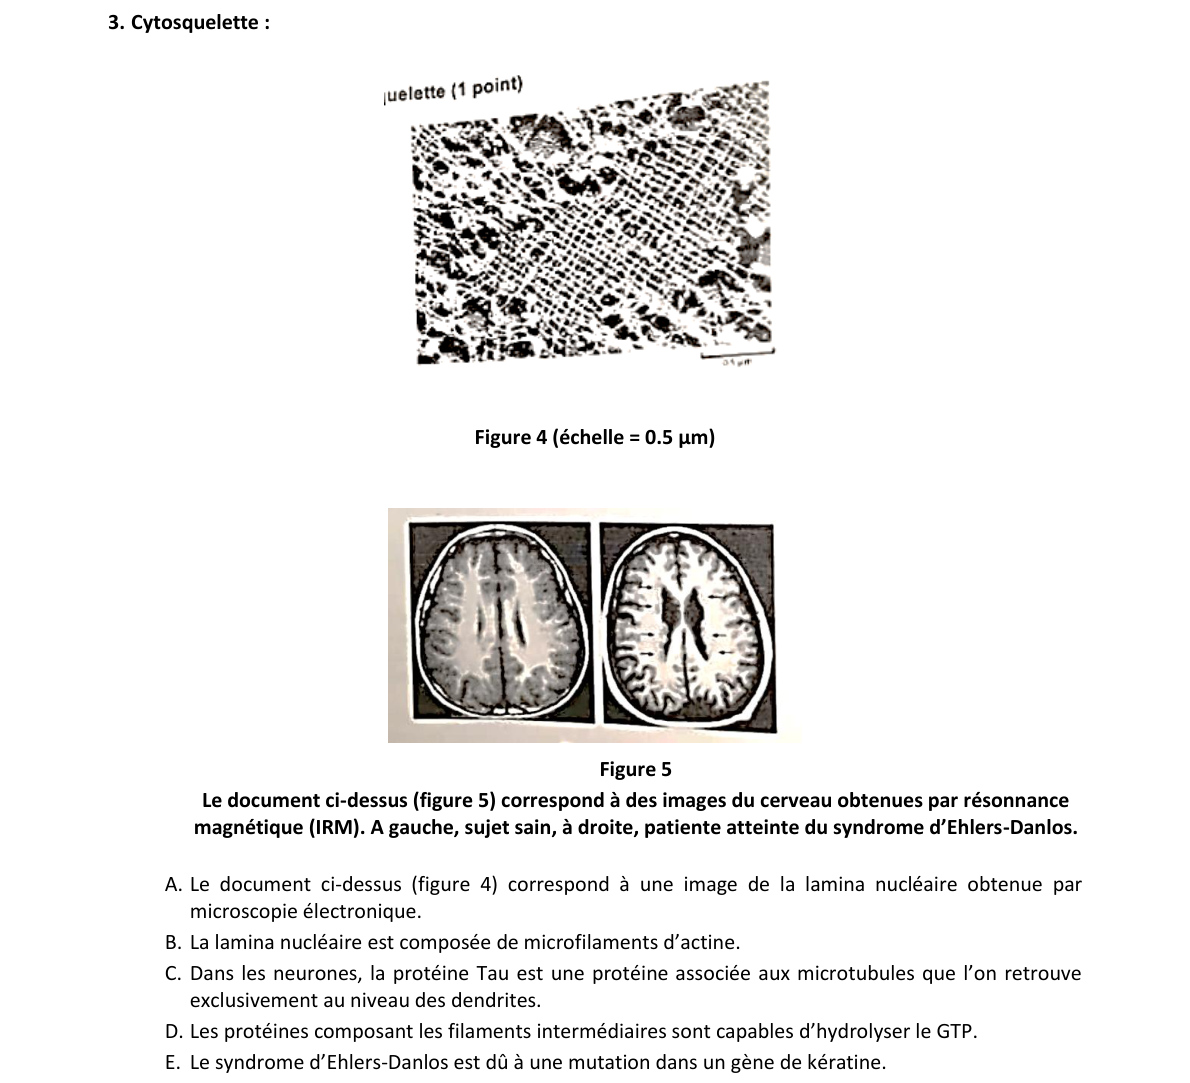 3. Cytosquelette :
uelette (1 point)
Figure 4 (échelle = 0.5 µm)
Figure 5
Le document ci-dessus (figure 5) correspond à des images du cerveau obtenues par résonnance
magnétique (IRM). A gauche, sujet sain, à droite, patiente atteinte du syndrome d’Ehlers-Danlos.
A. Le document ci-dessus (figure 4) correspond à une image de la lamina nucléaire obtenue par
microscopie électronique.
B. La lamina nucléaire est composée de microfilaments d’actine.
C. Dans les neurones, la protéine Tau est une protéine associée aux microtubules que l’on retrouve
exclusivement au niveau des dendrites.
D. Les protéines composant les filaments intermédiaires sont capables d’hydrolyser le GTP.
E. Le syndrome d’Ehlers-Danlos est dû à une mutation dans un gène de kératine.